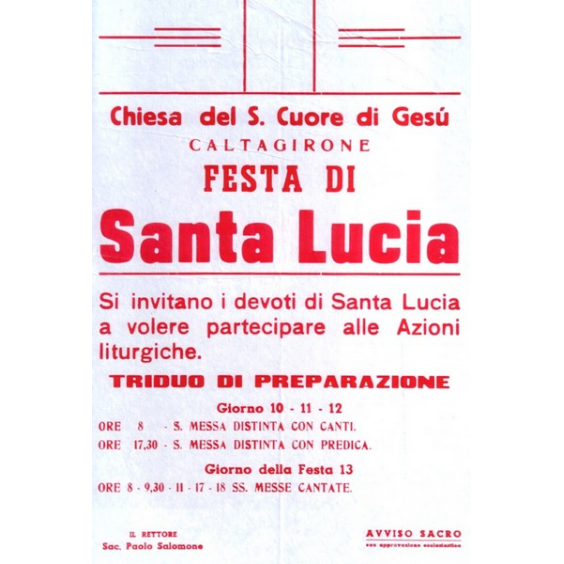 Chiesa del S. Cuore di Gesú
CALTAGIRONE
FESTA DI
Santa Lucia
Si invitano i devoti di Santa Lucia
a volere partecipare alle Azioni
liturgiche.
TRIDUO DI PREPARAZIONE
Giorno 10 - 11 - 12
ORE 8 - S. MESSA DISTINTA CON CANTI.
ORE 17,30 - S. MESSA DISTINTA CON PREDICA.
Giorno della Festa 13
ORE 8 - 9,30 - 11 - 17 - 18 SS. MESSE CANTATE.
IL RETTORE
Sac. Paolo Salomone
AVVISO SACRO
con approvazione ecclesiastica